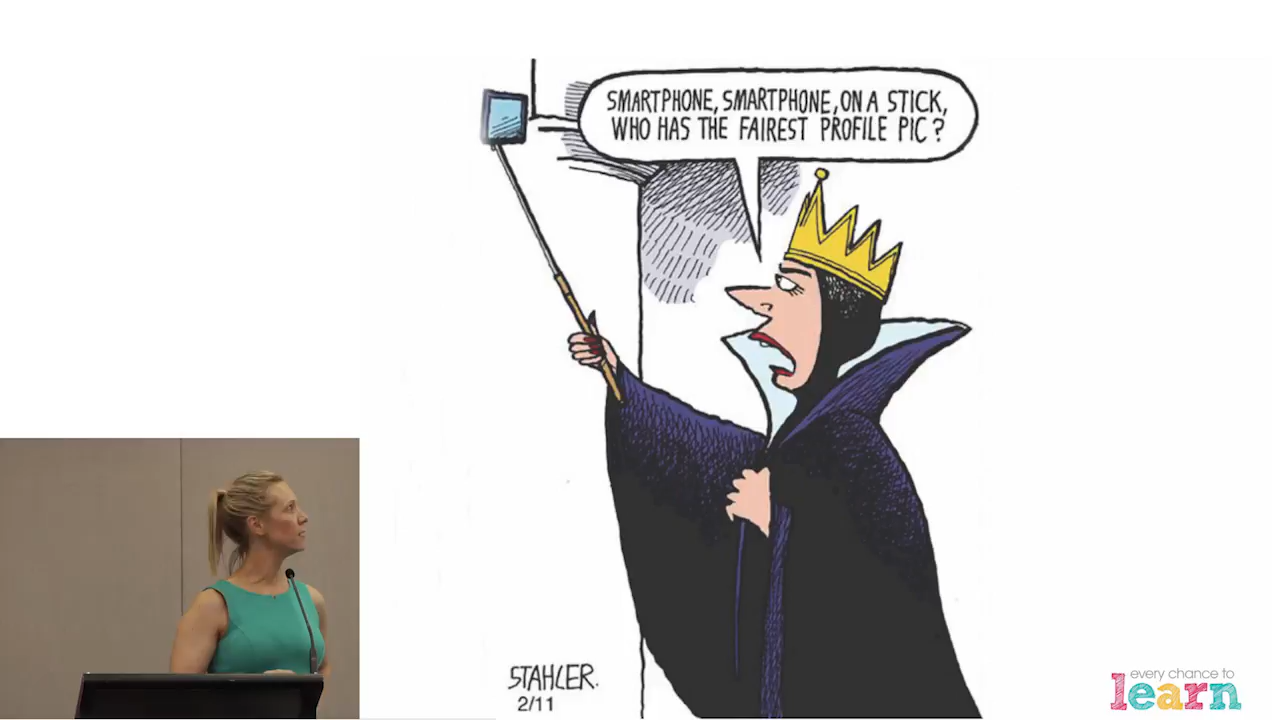 SMARTPHONE, SMARTPHONE, ON A STICK,
WHO HAS THE FAIREST PROFILE PIC?
STAHLER.
2/11
every chance to
learn